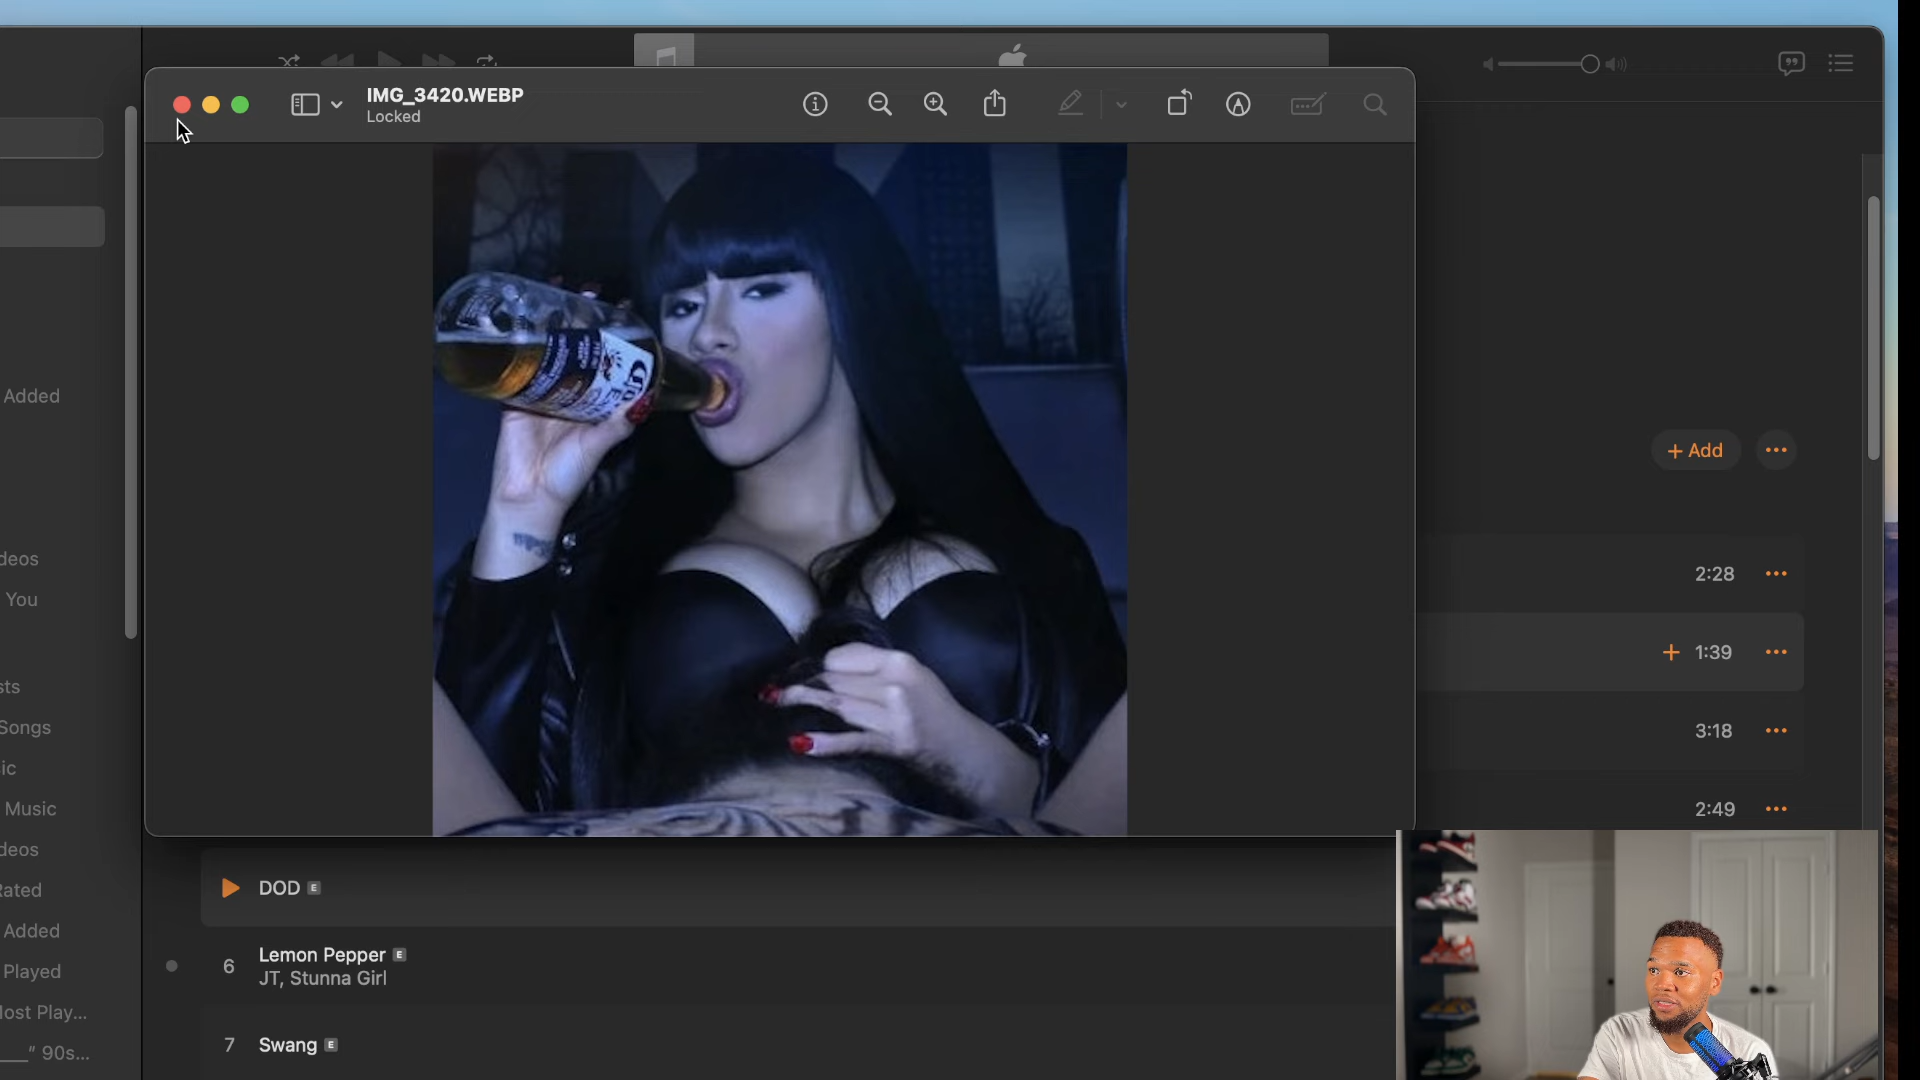 IMG_3420.WEBP
Locked
Added
deos
You
sts
Songs
ic
Music
deos
Rated
Added
Played
Most Play...
" 90s...
+ Add
2:28
1:39
3:18
2:49
DOD E
6 Lemon Pepper E
JT, Stunna Girl
7 Swang E